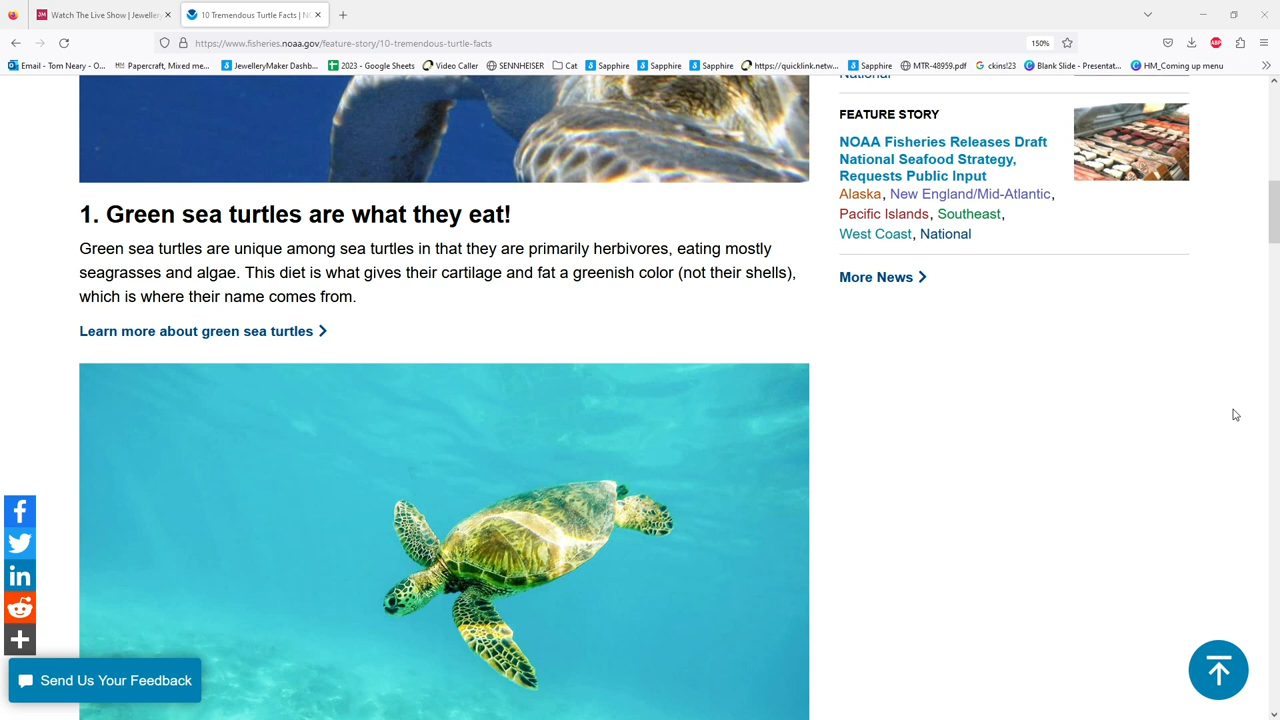 Watch The Live Show | Jeweller
10 Tremendous Turtle Facts | N
https://www.fisheries.noaa.gov/feature-story/10-tremendous-turtle-facts
150%
ABP
Email - Tom Neary - O...
Papercraft, Mixed me...
JewelleryMaker Dashb...
2023 - Google Sheets
Video Caller
SENNHEISER
Cat
Sapphire
Sapphire
Sapphire
https://quicklink.netw...
Sapphire
MTR-48959.pdf
ckins!23
Blank Slide - Presentat...
HM_Coming up menu
National
FEATURE STORY
NOAA Fisheries Releases Draft
National Seafood Strategy,
Requests Public Input
Alaska, New England/Mid-Atlantic,
Pacific Islands, Southeast,
West Coast, National
More News
1. Green sea turtles are what they eat!
Green sea turtles are unique among sea turtles in that they are primarily herbivores, eating mostly
seagrasses and algae. This diet is what gives their cartilage and fat a greenish color (not their shells),
which is where their name comes from.
Learn more about green sea turtles
Send Us Your Feedback